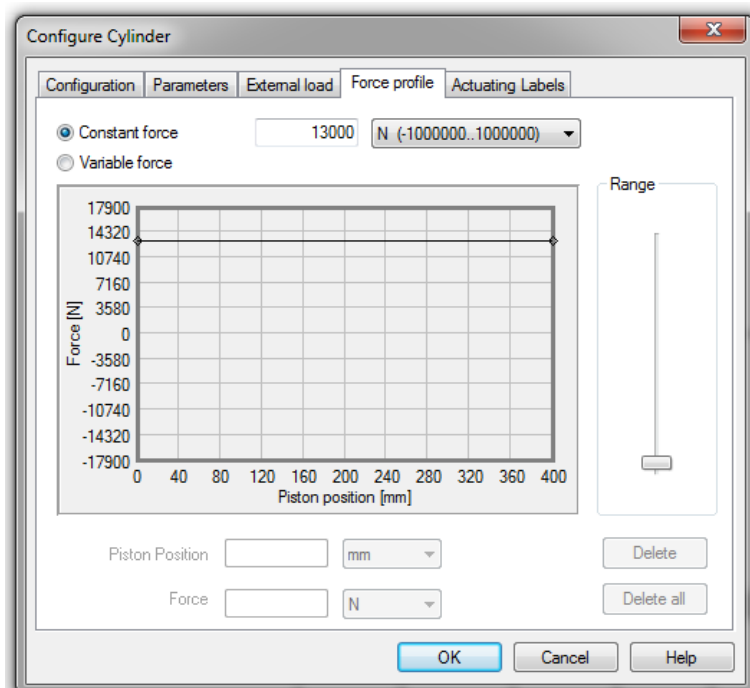 Configure Cylinder
Configuration Parameters External load Force profile Actuating Labels
Constant force 13000 N (-1000000..1000000)
Variable force
Range
17900
14320
10740
7160
3580
0
-3580
-7160
-10740
-14320
-17900
Force [N]
0 40 80 120 160 200 240 280 320 360 400
Piston position [mm]
Piston Position mm Delete
Force N Delete all
OK Cancel Help